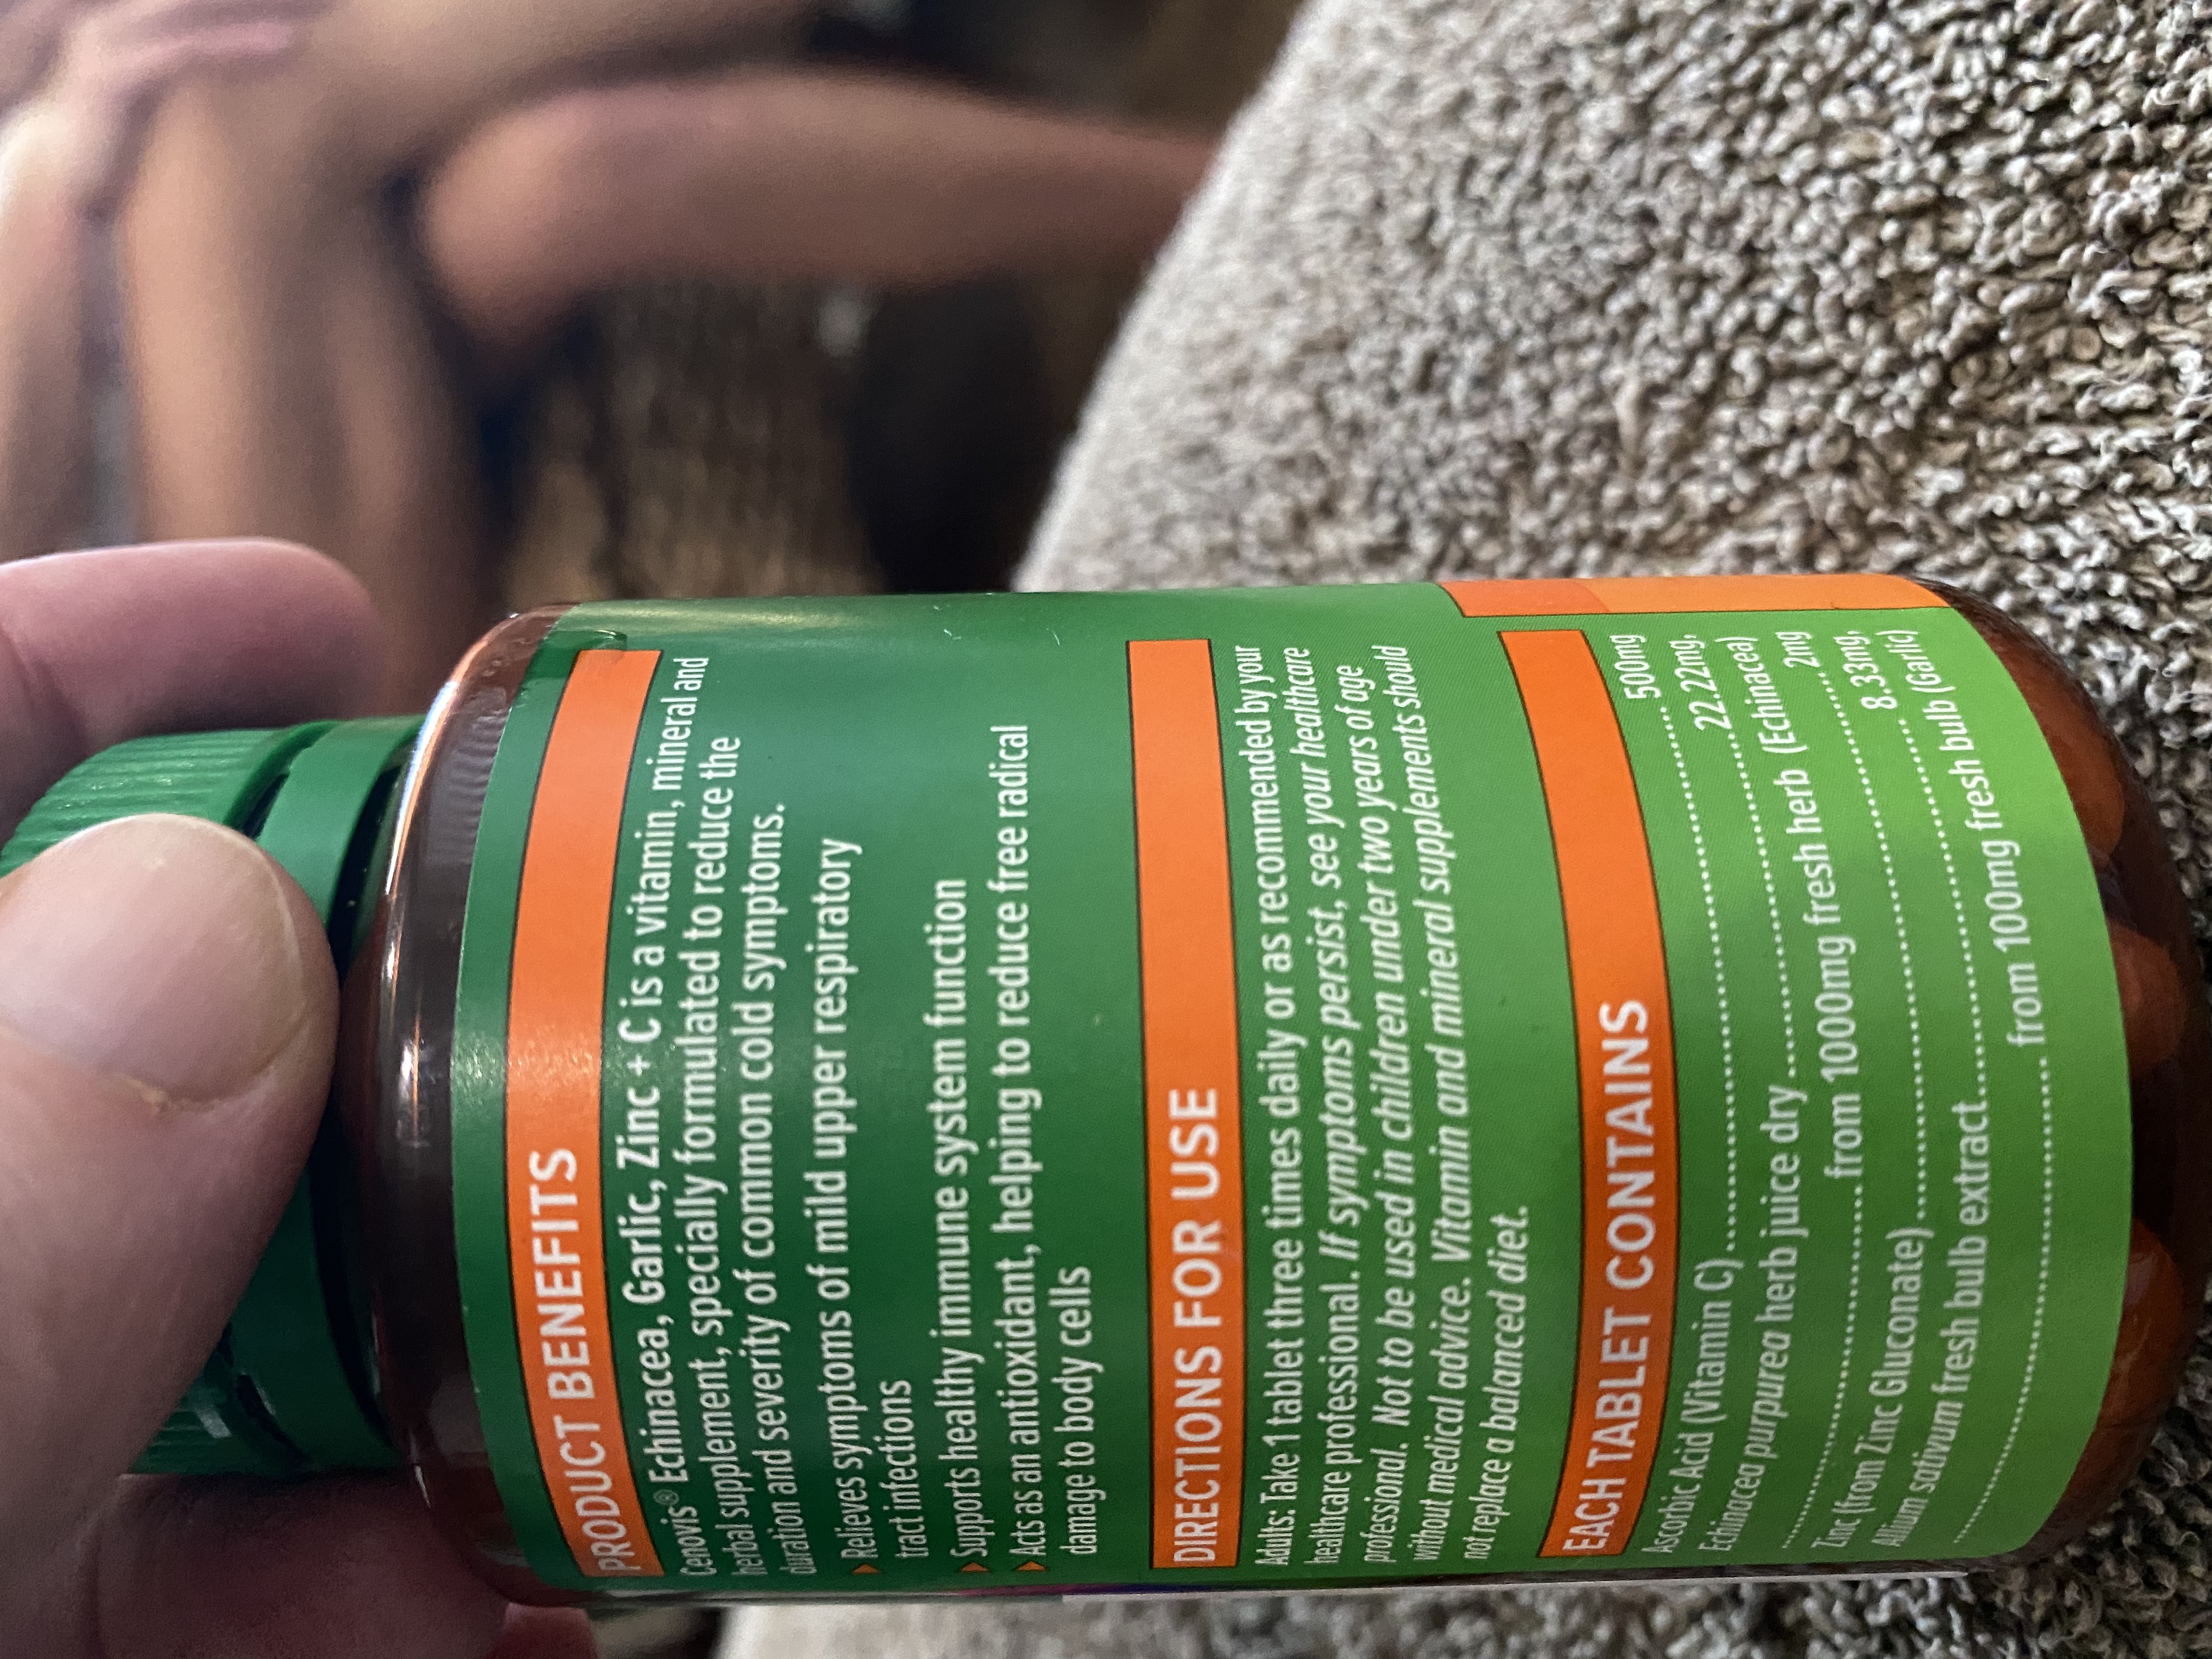 PRODUCT BENEFITS
Cenovis® Echinacea, Garlic, Zinc + C is a vitamin, mineral and
herbal supplement, specially formulated to reduce the
duration and severity of common cold symptoms.
Relieves symptoms of mild upper respiratory
tract infections
Supports healthy immune system function
Acts as an antioxidant, helping to reduce free radical
damage to body cells
DIRECTIONS FOR USE
Adults: Take 1 tablet three times daily or as recommended by your
healthcare professional. If symptoms persist, see your healthcare
professional. Not to be used in children under two years of age
without medical advice. Vitamin and mineral supplements should
not replace a balanced diet.
EACH TABLET CONTAINS
Ascorbic Acid (Vitamin C)..........500mg
Echinacea purpurea herb juice dry..........22.22mg,
..........from 1000mg fresh herb (Echinacea)
Zinc (from Zinc Gluconate)..........2mg
Allium sativum fresh bulb extract..........8.33mg,
..........from 100mg fresh bulb (Garlic)